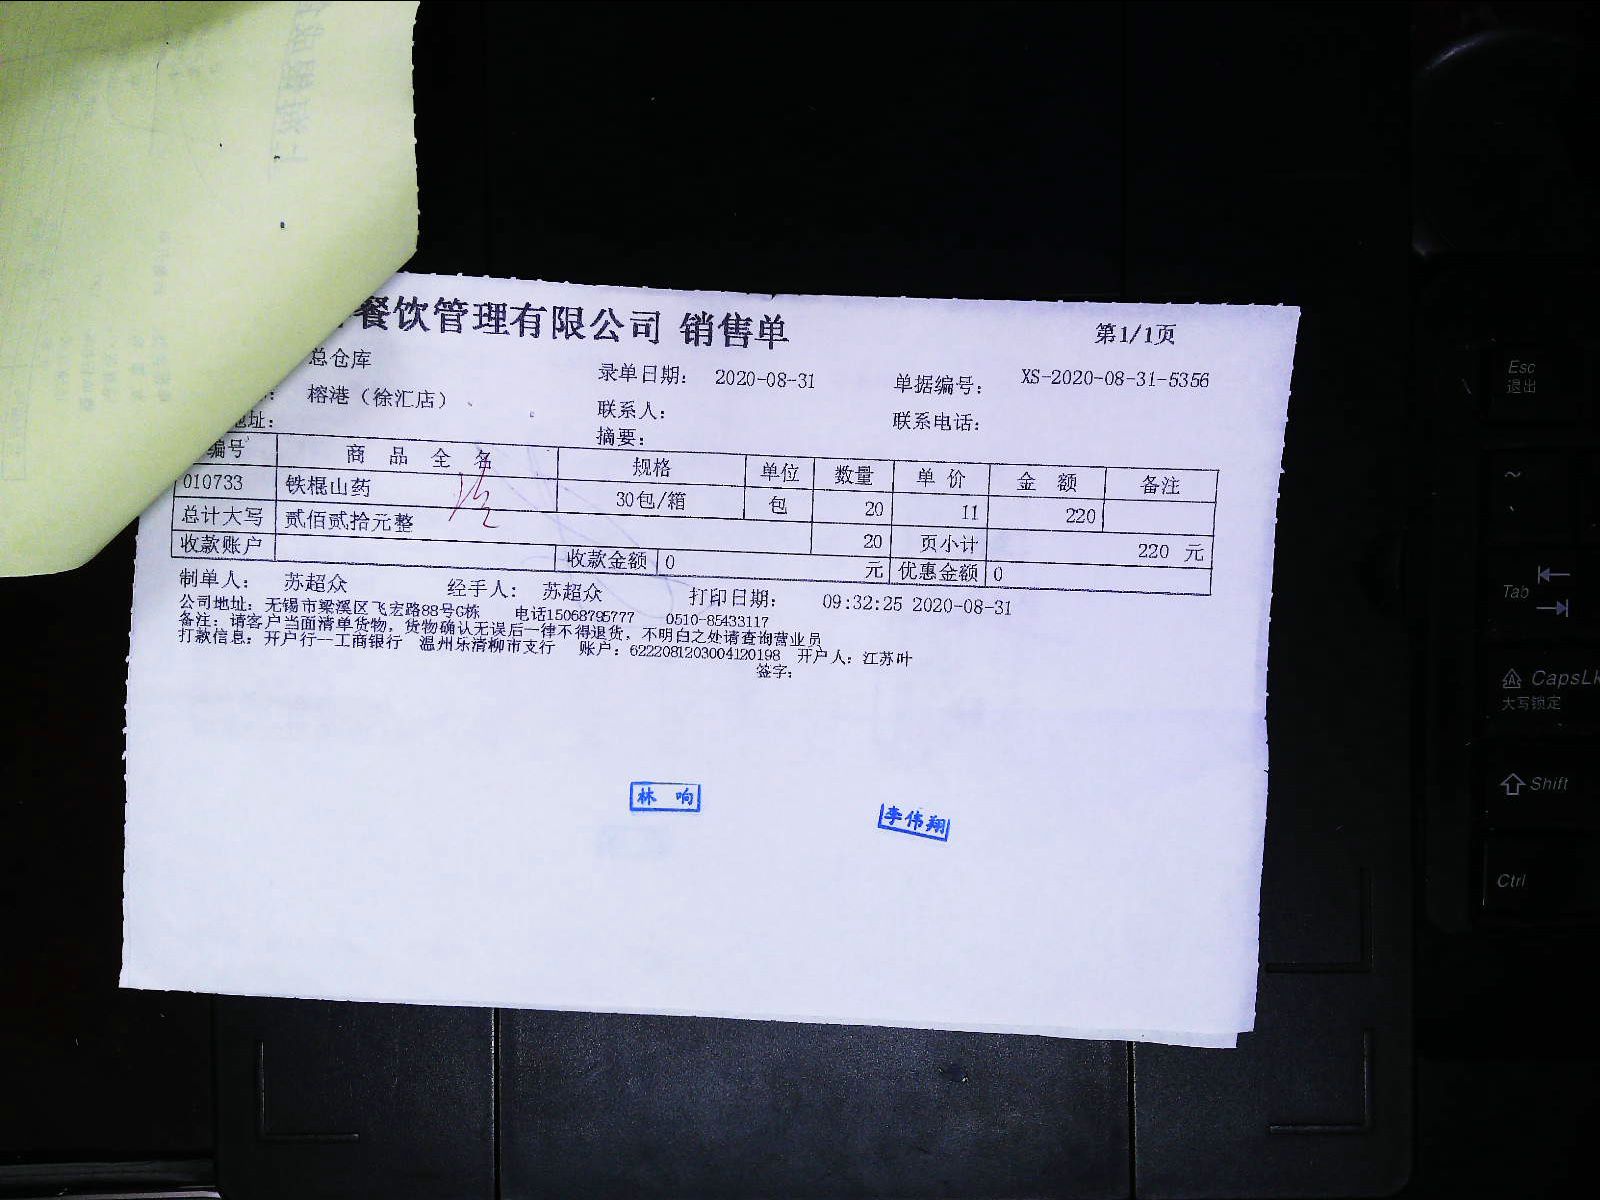 餐饮管理有限公司 销售单 第1/1页
总仓库 录单日期: 2020-08-31 单据编号: XS-2020-08-31-5356
: 榕港（徐汇店） 联系人: 联系电话:
地址: 摘要:
编号 商 品 全 名 规格 单位 数量 单 价 金 额 备注
010733 铁棍山药 30包/箱 包 20 11 220
总计大写 贰佰贰拾元整 20 页小计 220 元
收款账户 收款金额 0 元 优惠金额 0
制单人: 苏超众 经手人: 苏超众 打印日期: 09:32:25 2020-08-31
公司地址: 无锡市梁溪区飞宏路88号G栋 电话15068795777 0510-85433117
备注: 请客户当面清单货物, 货物确认无误后一律不得退货, 不明白之处请查询营业员
打款信息: 开户行--工商银行 温州乐清柳市支行 账户: 6222081203004120198 开户人: 江苏叶
签字:
林 响
李伟翔
Esc
退出
~
Tab
CapsLk
大写锁定
Shift
Ctrl